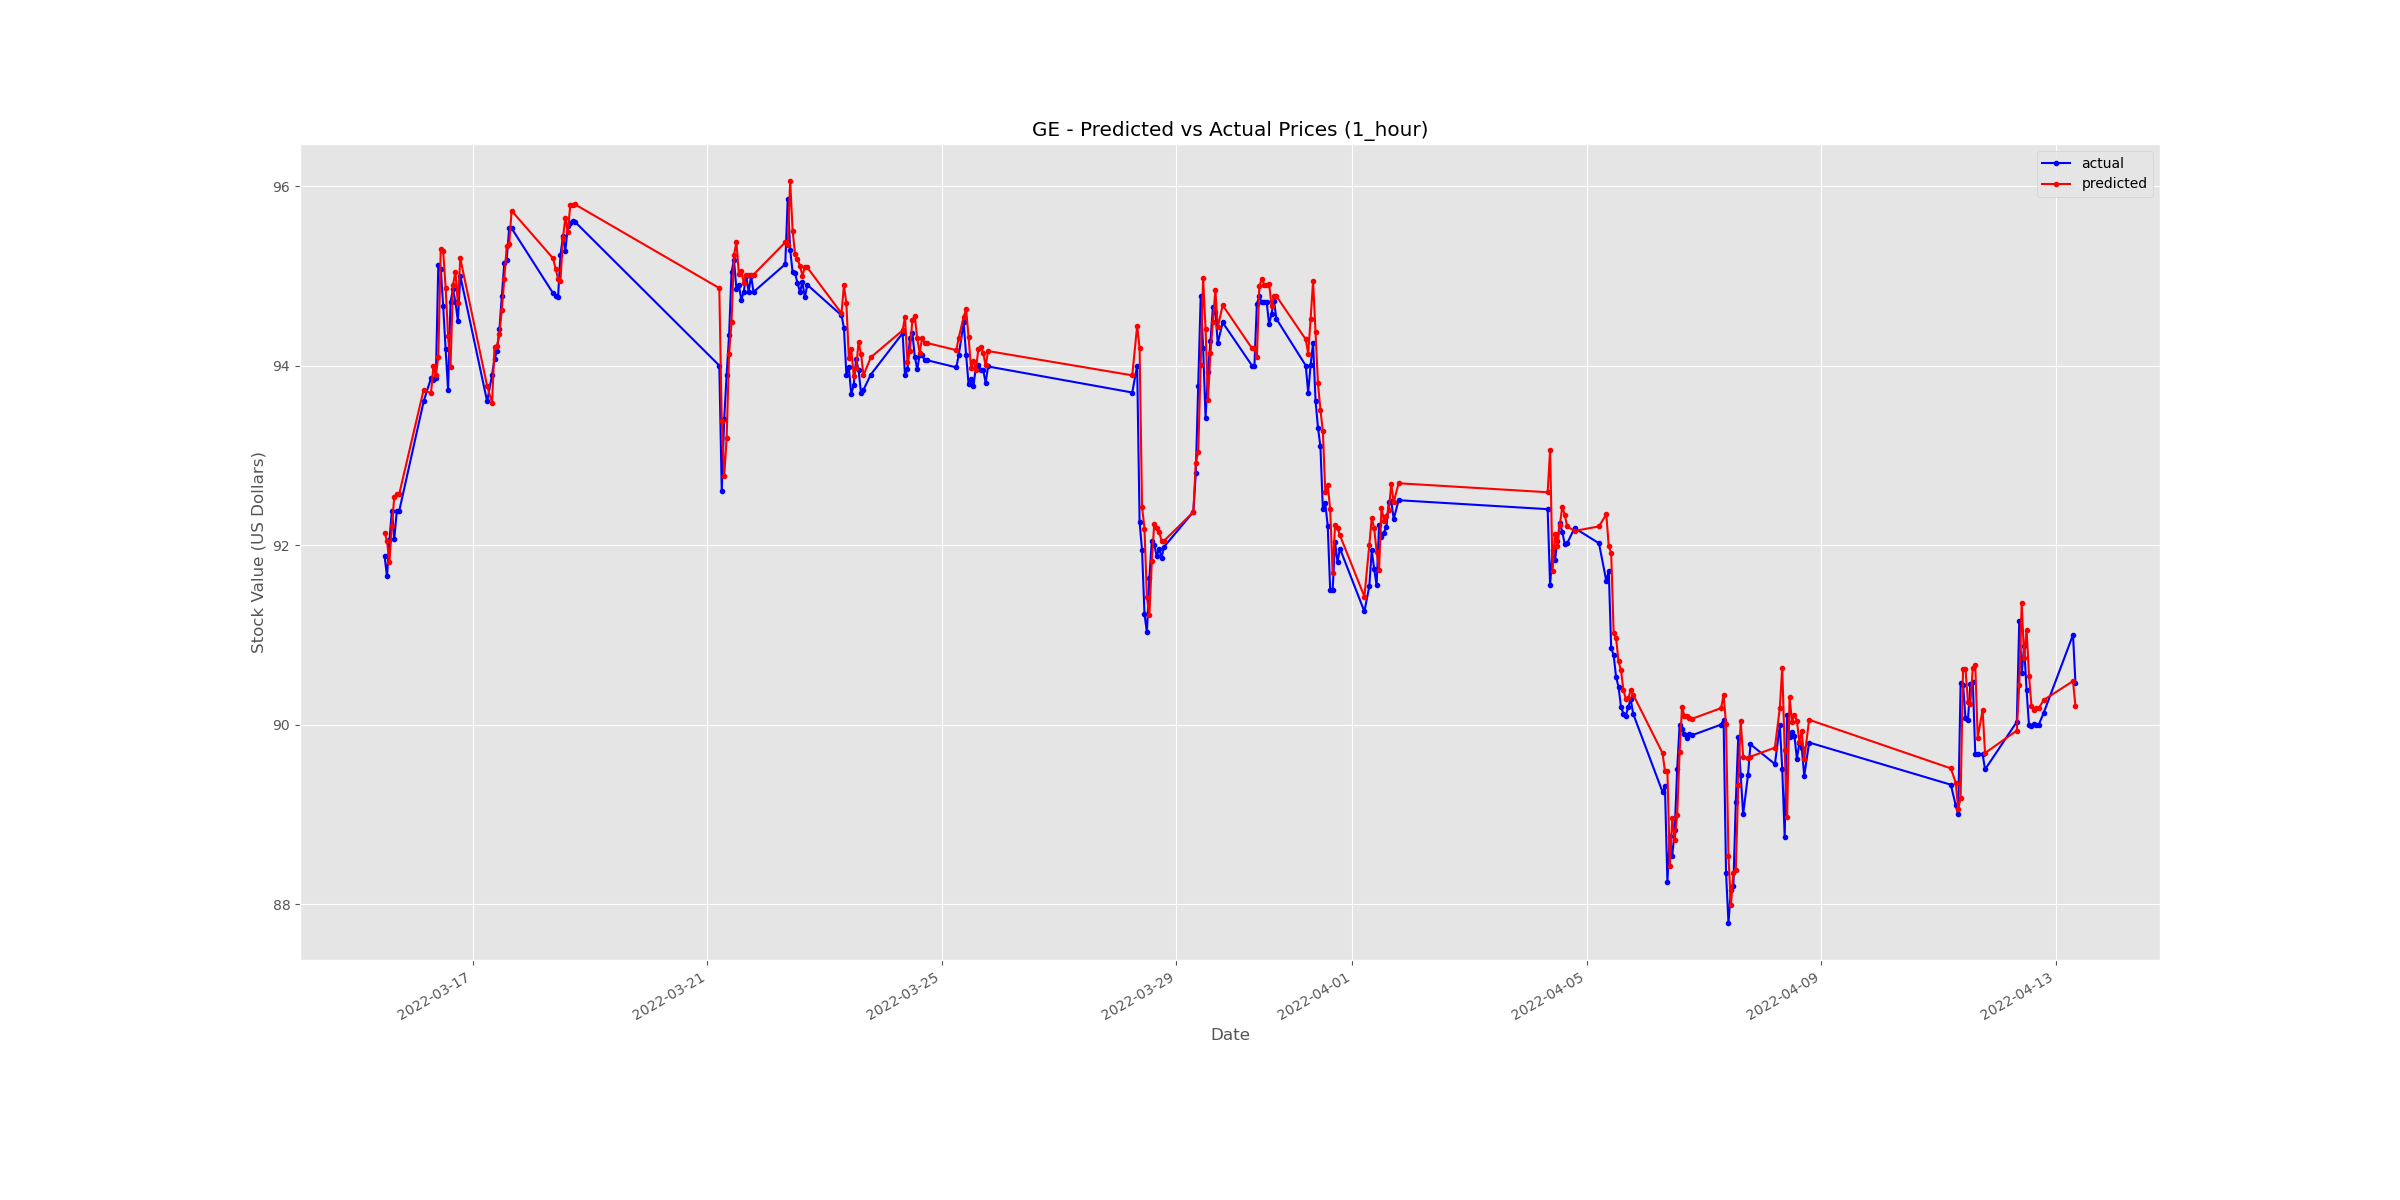 GE - Predicted vs Actual Prices (1_hour)
actual
predicted
96
94
92
90
88
Stock Value (US Dollars)
2022-03-17
2022-03-21
2022-03-25
2022-03-29
2022-04-01
2022-04-05
2022-04-09
2022-04-13
Date